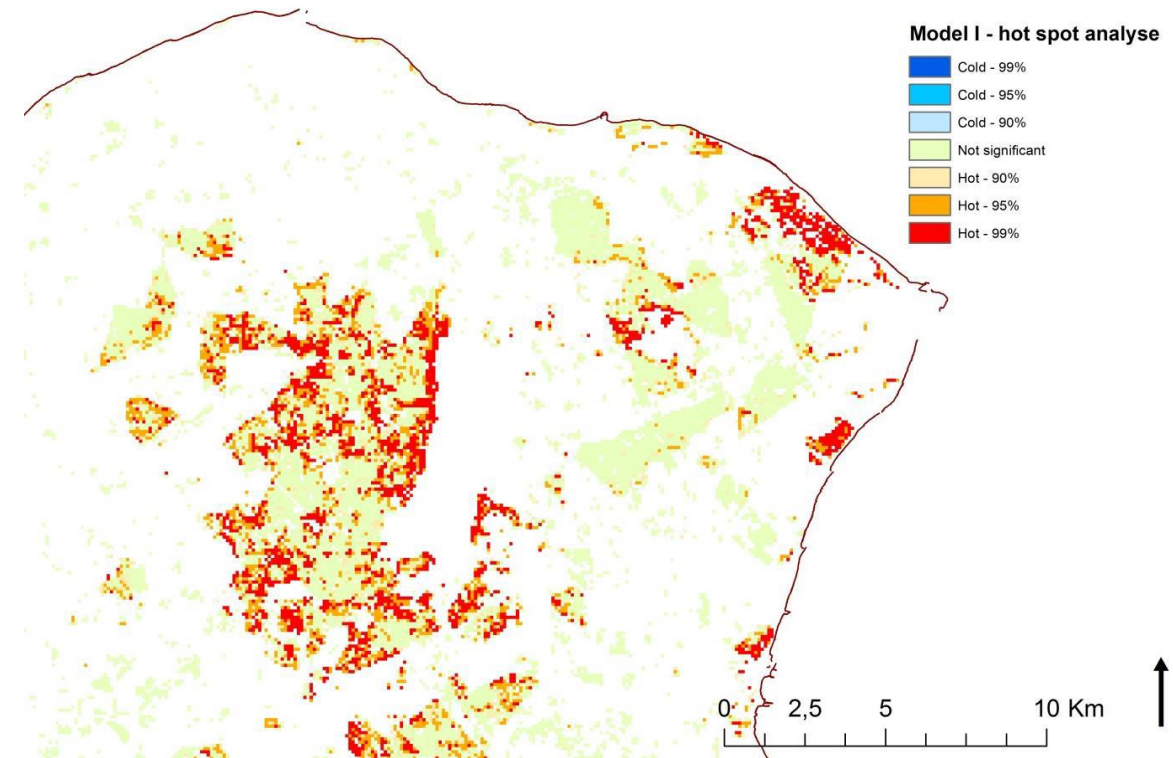 Model I - hot spot analyse
Cold - 99%
Cold - 95%
Cold - 90%
Not significant
Hot - 90%
Hot - 95%
Hot - 99%
0 2,5 5 10 Km